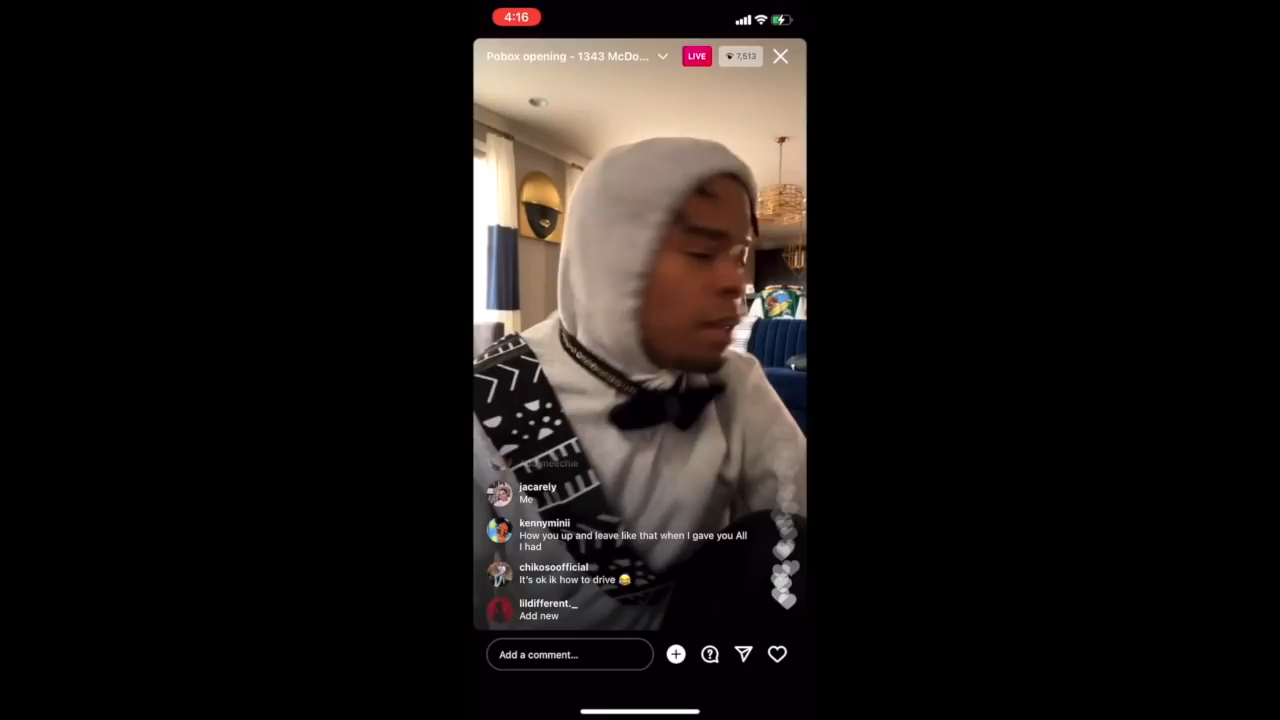 4:16
Pobox opening - 1343 McDo...
LIVE
7,513
jacarely
Me
kennyminii
How you up and leave like that when I gave you All
I had
chikosoofficial
It's ok ik how to drive 😂
lildifferent._
Add new
Add a comment...